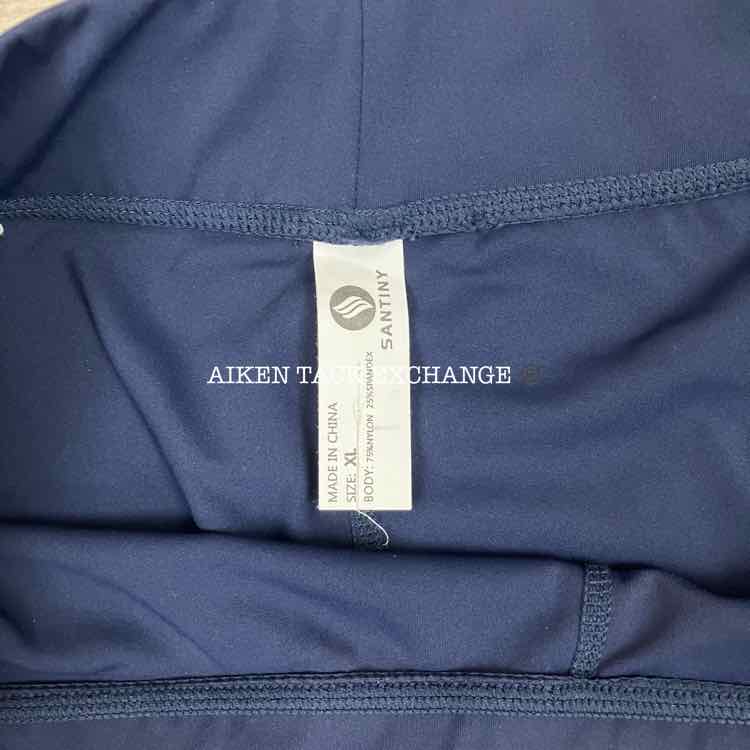 SANTINY
AIKEN TACK EXCHANGE
MADE IN CHINA
SIZE: XL
BODY: 75%NYLON 25%SPANDEX